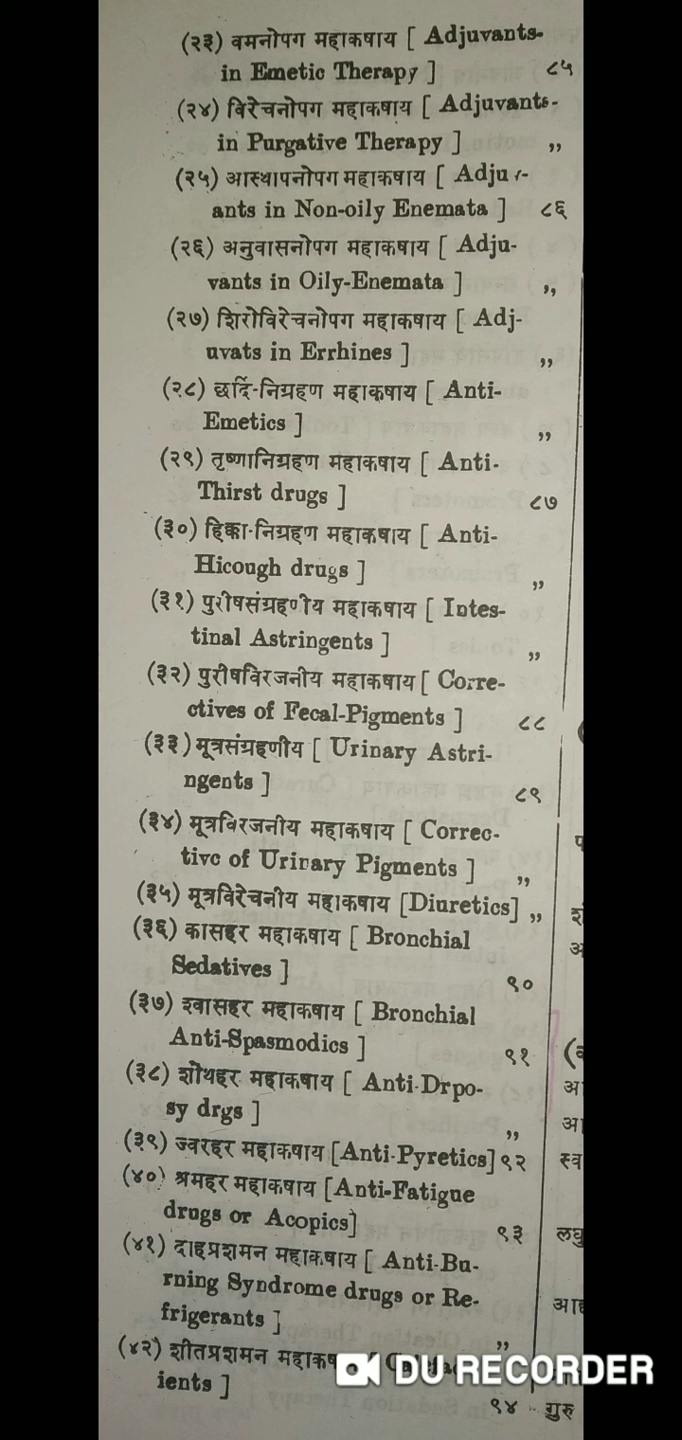 (२३) वमनोपग महाकषाय [ Adjuvants-
in Emetic Therapy ] ८५
(२४) विरेचनोपग महाकषाय [ Adjuvants-
in Purgative Therapy ] ,,
(२५) आस्थापनोपग महाकषाय [ Adju
ants in Non-oily Enemata ] ८६
(२६) अनुवासनोपग महाकषाय [ Adju-
vants in Oily-Enemata ] ,,
(२७) शिरोविरेचनोपग महाकषाय [ Adj-
uvats in Errhines ] ,,
(२८) छर्दि-निग्रहण महाकषाय [ Anti-
Emetics ] ,,
(२९) तृष्णानिग्रहण महाकषाय [ Anti-
Thirst drugs ] ८७
(३०) हिक्का-निग्रहण महाकषाय [ Anti-
Hicough drugs ] ,,
(३१) पुरीषसंग्रहणीय महाकषाय [ Intes-
tinal Astringents ] ,,
(३२) पुरीषविरजनीय महाकषाय [ Corre-
ctives of Fecal-Pigments ] ८८
(३३) मूत्रसंग्रहणीय [ Urinary Astri-
ngents ] ८९
(३४) मूत्रविरजनीय महाकषाय [ Correc-
tive of Urinary Pigments ] ,,
(३५) मूत्रविरेचनीय महाकषाय [Diuretics] ,,
(३६) कासहर महाकषाय [ Bronchial
Sedatives ] ९०
(३७) श्वासहर महाकषाय [ Bronchial
Anti-Spasmodics ] ९१
(३८) शोथहर महाकषाय [ Anti-Drpo-
sy drgs ] ,,
(३९) ज्वरहर महाकषाय [Anti-Pyretics] ९२
(४०) श्रमहर महाकषाय [Anti-Fatigue
drugs or Acopics] ९३
(४१) दाहप्रशमन महाकषाय [ Anti-Bu-
rning Syndrome drugs or Re-
frigerants ] ,,
(४२) शीतप्रशमन
ients ] ९४
गुरु
DU RECORDER